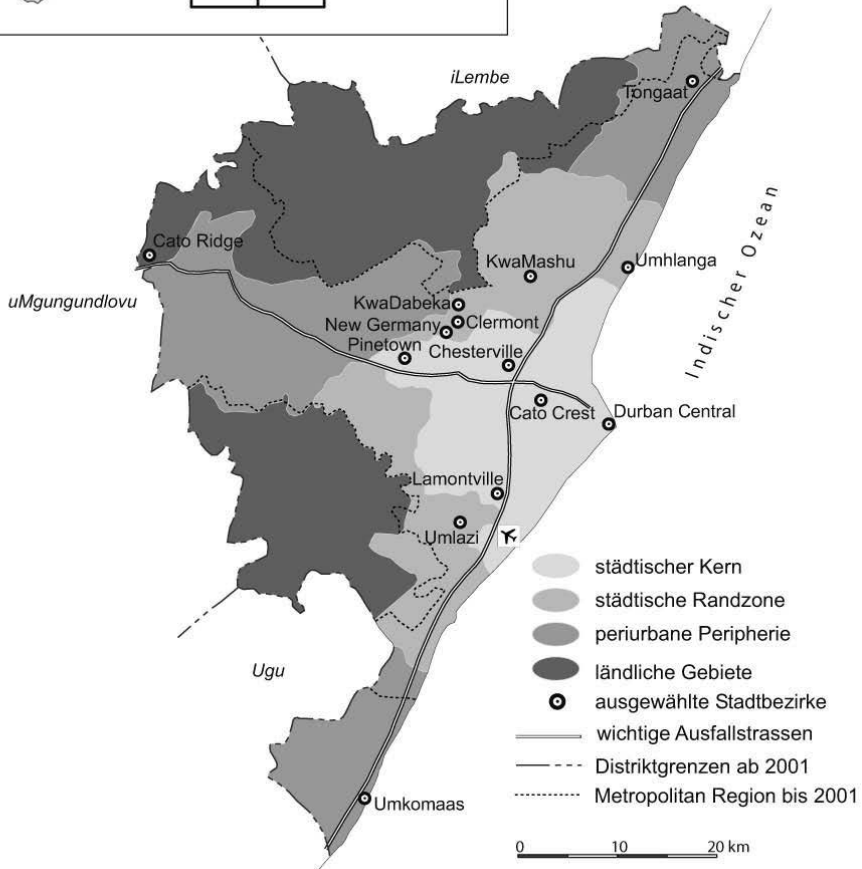 iLembe
Tongaat
Indischer Ozean
Cato Ridge
KwaMashu
Umhlanga
uMgungundlovu
KwaDabeka
Clermont
New Germany
Pinetown
Chesterville
Cato Crest
Durban Central
Lamontville
Umlazi
städtischer Kern
städtische Randzone
periurbane Peripherie
Ugu
ländliche Gebiete
ausgewählte Stadtbezirke
wichtige Ausfallstrassen
Distriktgrenzen ab 2001
Metropolitan Region bis 2001
Umkomaas
0 10 20 km